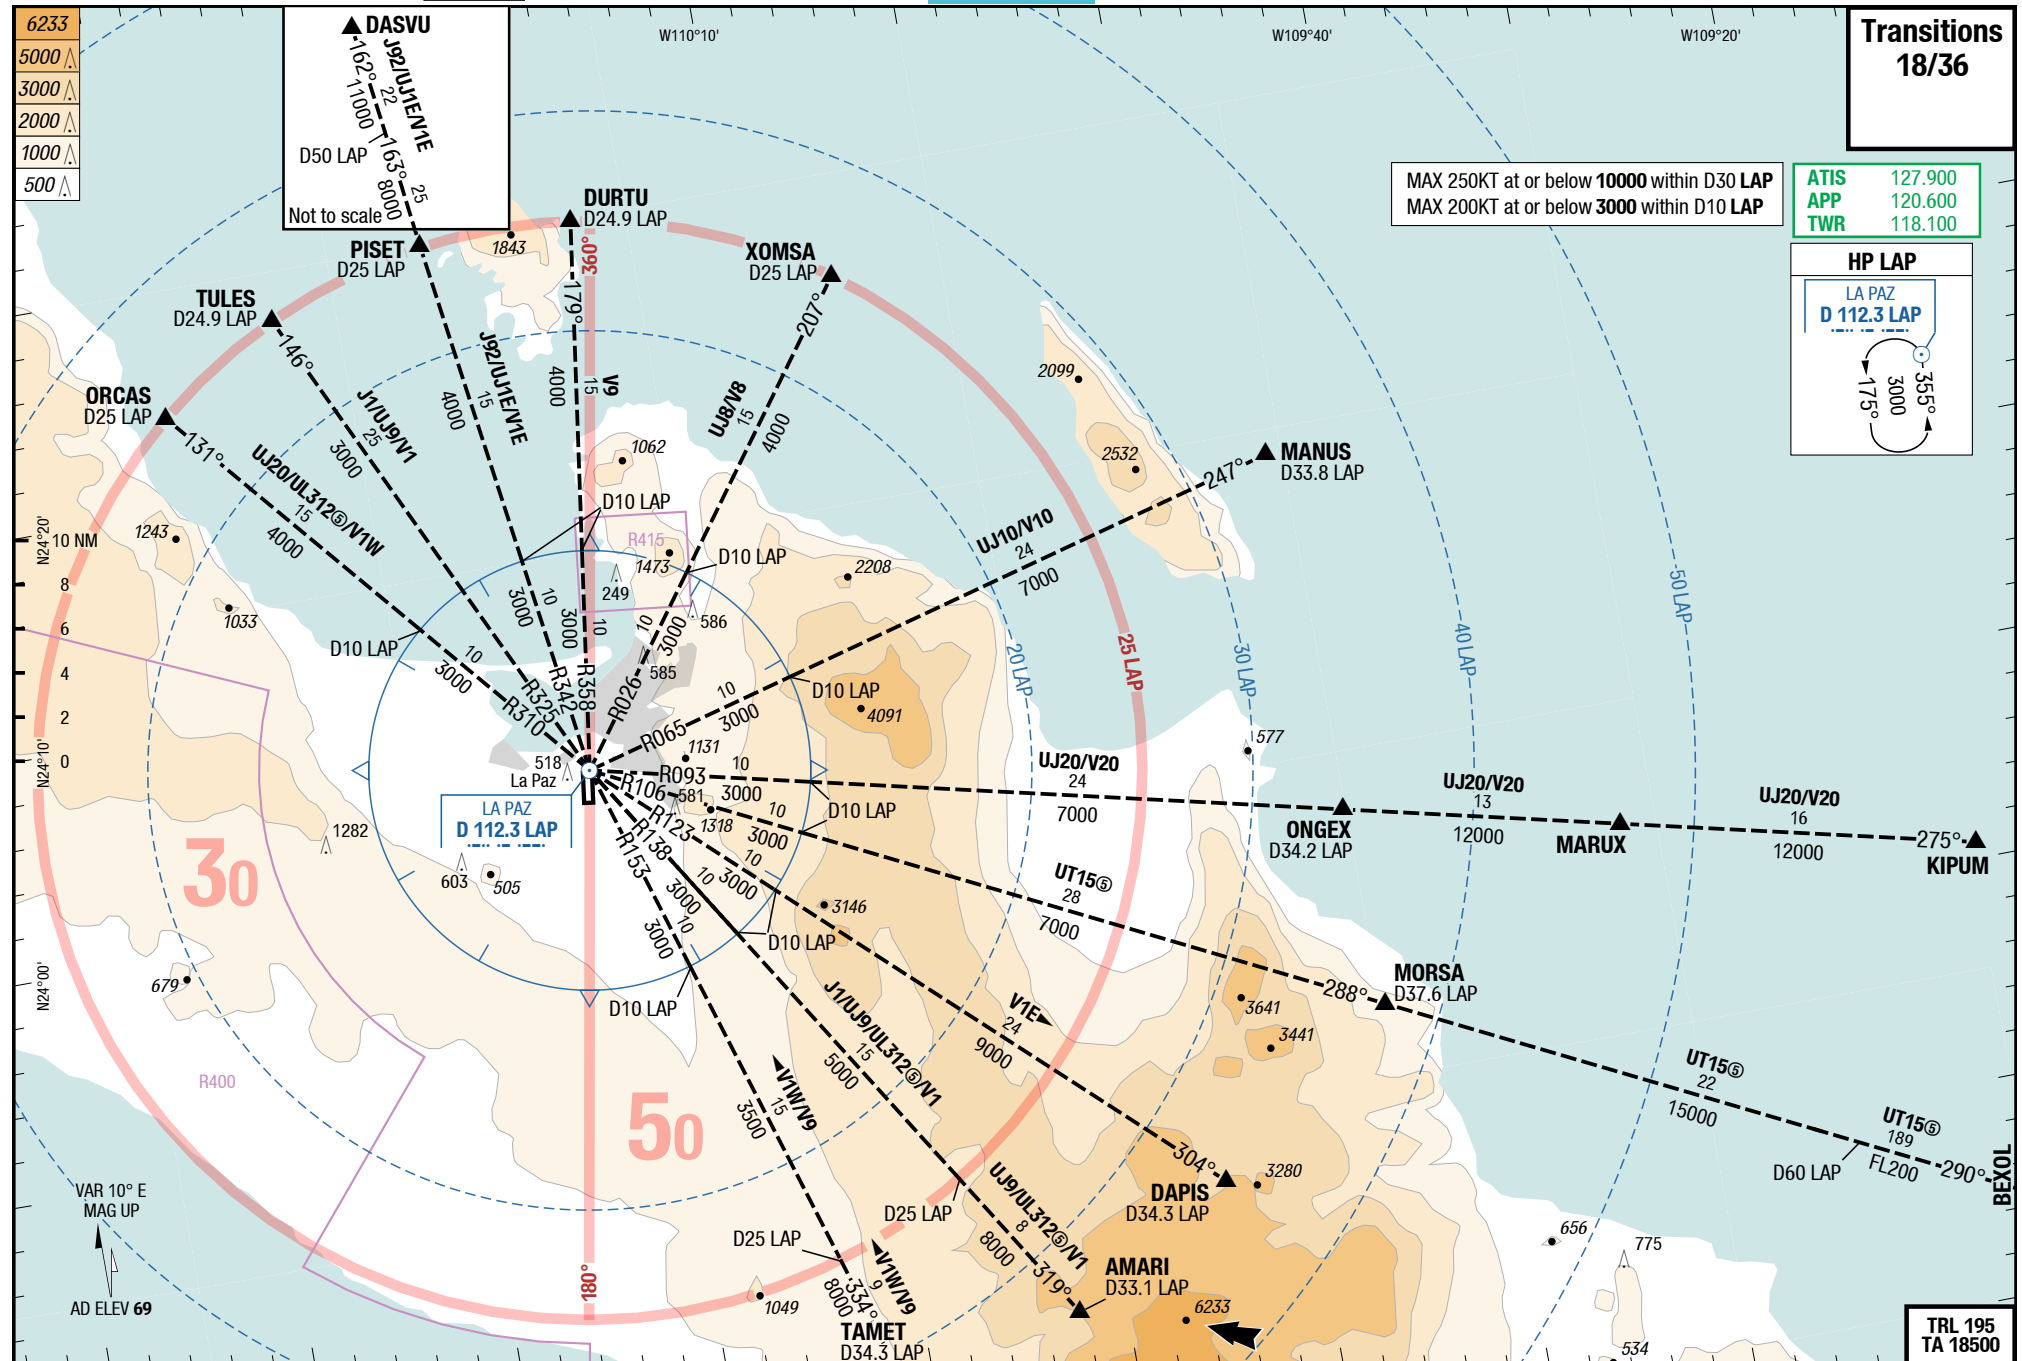 6233
5000
3000
2000
1000
500
DASVU
J92/UJ1E/V1E
162°
22
11000
D50 LAP
163°
25
8000
Not to scale
W110°10'
W109°40'
W109°20'
Transitions
18/36
MAX 250KT at or below 10000 within D30 LAP
MAX 200KT at or below 3000 within D10 LAP
ATIS 127.900
APP 120.600
TWR 118.100
HP LAP
LA PAZ
D 112.3 LAP
175°
3000
355°
DURTU
D24.9 LAP
PISET
D25 LAP
1843
360°
XOMSA
D25 LAP
TULES
D24.9 LAP
ORCAS
D25 LAP
179°
207°
146°
131°
J1/UJ9/V1
25
3000
J92/UJ1E/V1E
15
4000
V9
15
4000
UJ8/V8
15
4000
UJ20/UL312⑤/V1W
15
4000
2099
2532
MANUS
D33.8 LAP
247°
UJ10/V10
24
7000
1062
D10 LAP
R415
1473
249
D10 LAP
586
585
2208
4091
1243
1033
N24°20'
10 NM
8
6
4
2
0
N24°10'
N24°00'
D10 LAP
10
3000
10
3000
10
3000
10
3000
R310
R325
R342
R358
R026
R065
10
3000
D10 LAP
20 LAP
25 LAP
30 LAP
40 LAP
50 LAP
518
La Paz
LA PAZ
D 112.3 LAP
1131
R093
10
3000
R106
581
1318
10
3000
D10 LAP
R123
10
3000
R138
10
3000
R153
10
3000
D10 LAP
D10 LAP
577
UJ20/V20
24
7000
ONGEX
D34.2 LAP
UJ20/V20
13
12000
MARUX
UJ20/V20
16
12000
275°
KIPUM
UT15⑤
28
7000
288°
MORSA
D37.6 LAP
UT15⑤
22
15000
UT15⑤
189
FL200
D60 LAP
290°
BEXOL
30
1282
603
505
679
R400
50
3146
3641
3441
V1E
24
9000
304°
DAPIS
D34.3 LAP
3280
J1/UJ9/UL312⑤/V1
15
5000
D25 LAP
UJ9/UL312⑤/V1
8
8000
319°
AMARI
D33.1 LAP
6233
V1W/V9
15
3500
D25 LAP
V1W/V9
9
8000
334°
TAMET
D34.3 LAP
1049
180°
VAR 10° E
MAG UP
AD ELEV 69
656
775
534
TRL 195
TA 18500